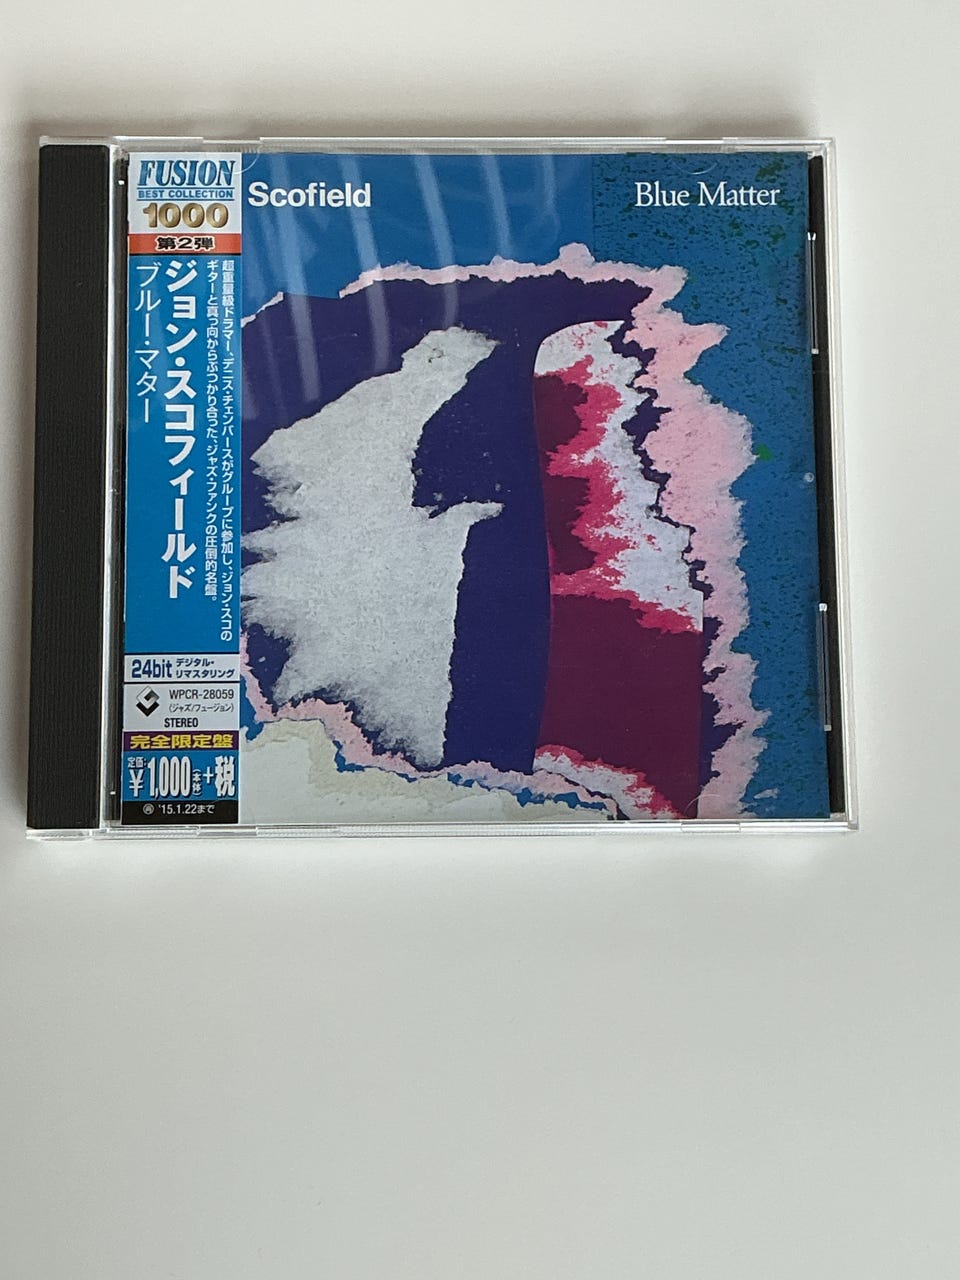 FUSION
BEST COLLECTION
1000
第2弾
超重量級ドラマー、デニス・チェンバースがグループに参加し、ジョン・スコの
ギターと真っ向からぶつかり合った、ジャズ・ファンクの圧倒的名盤。
ジョン・スコフィールド
ブルー・マター
24bit デジタル・
リマスタリング
WPCR-28059
(ジャズ/フュージョン)
STEREO
完全限定盤
定価:¥1,000(本体)+税
再 '15.1.22まで
Scofield
Blue Matter